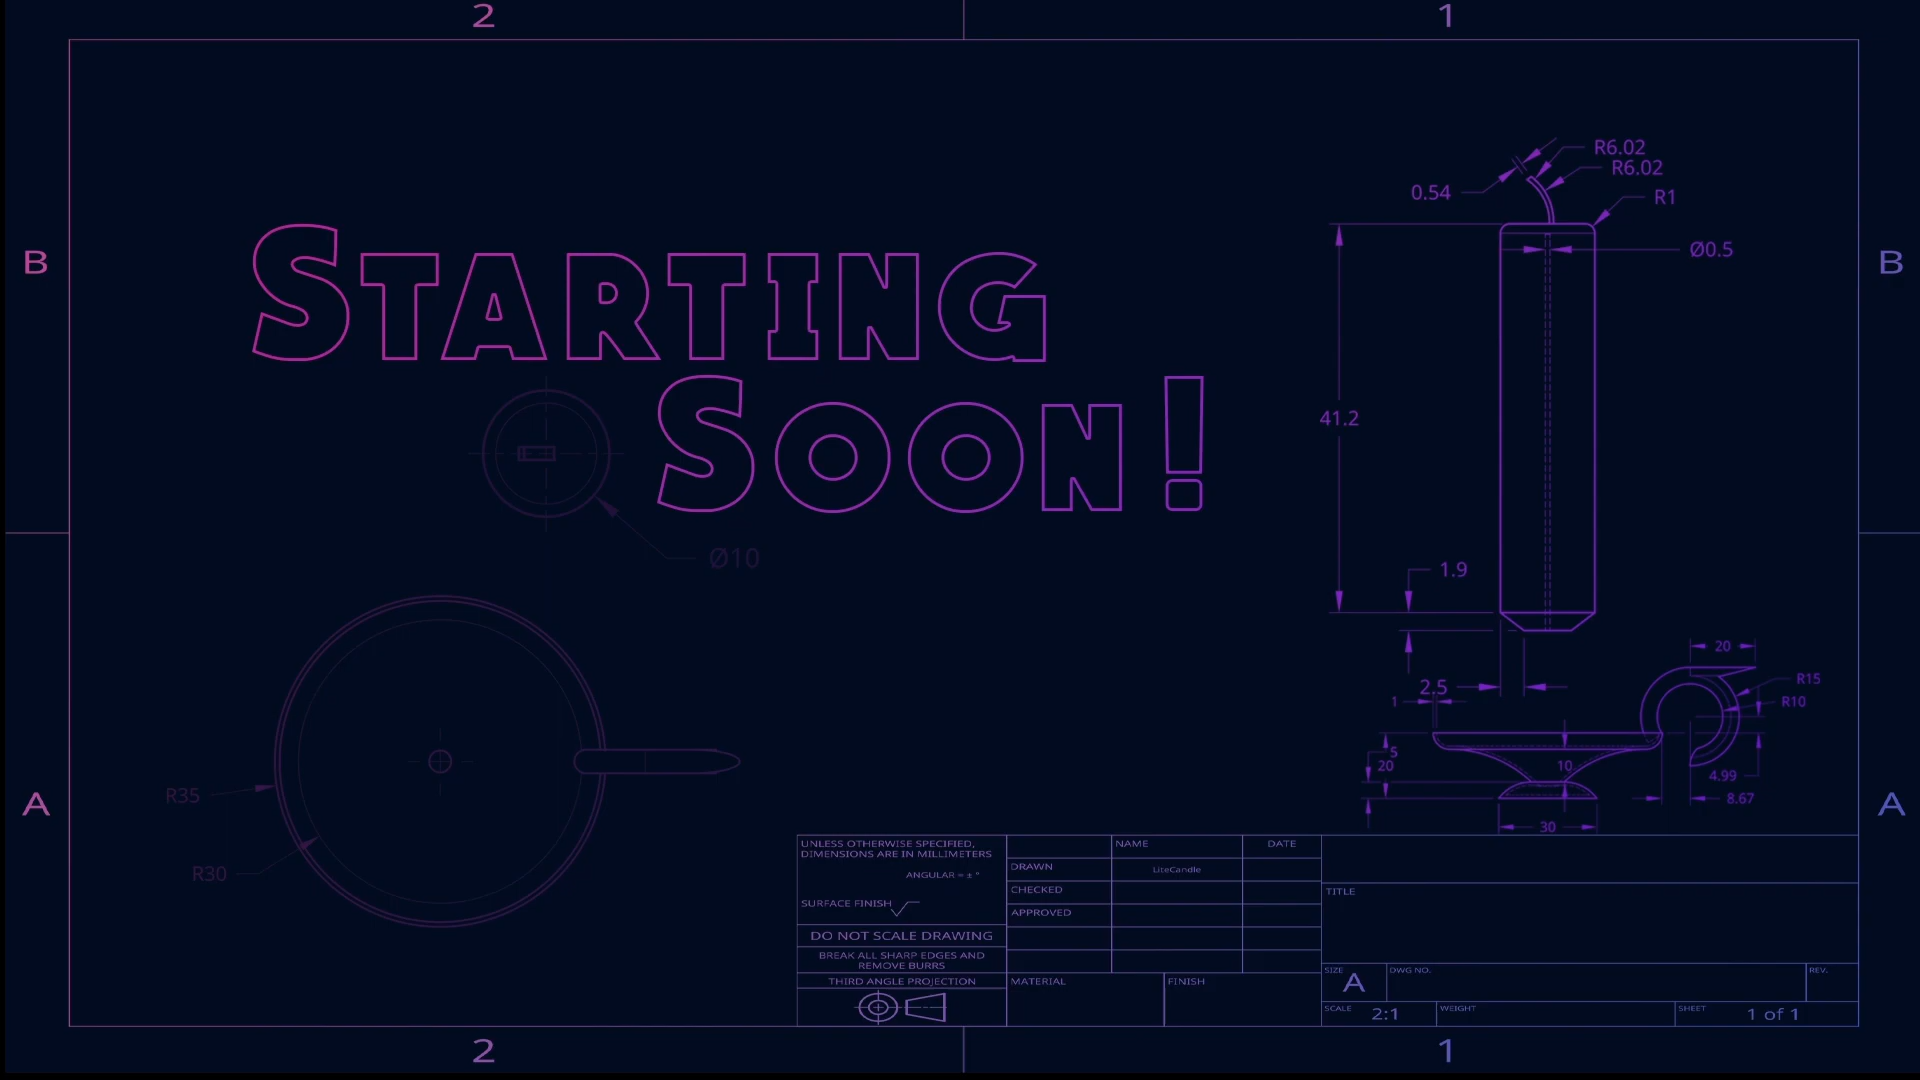 2 1
B B
STARTING
SOON!
R6.02
R6.02
0.54
R1
Ø0.5
41.2
Ø10
1.9
20
2.5
R15
1
R10
5
20
10
4.99
8.67
30
A A
R35
R30
UNLESS OTHERWISE SPECIFIED,
DIMENSIONS ARE IN MILLIMETERS
ANGULAR = ± °
SURFACE FINISH
DO NOT SCALE DRAWING
BREAK ALL SHARP EDGES AND
REMOVE BURRS
THIRD ANGLE PROJECTION
NAME DATE
DRAWN LiteCandle
CHECKED
APPROVED
MATERIAL FINISH
TITLE
SIZE DWG NO. REV.
A
SCALE 2:1 WEIGHT SHEET 1 of 1
2 1